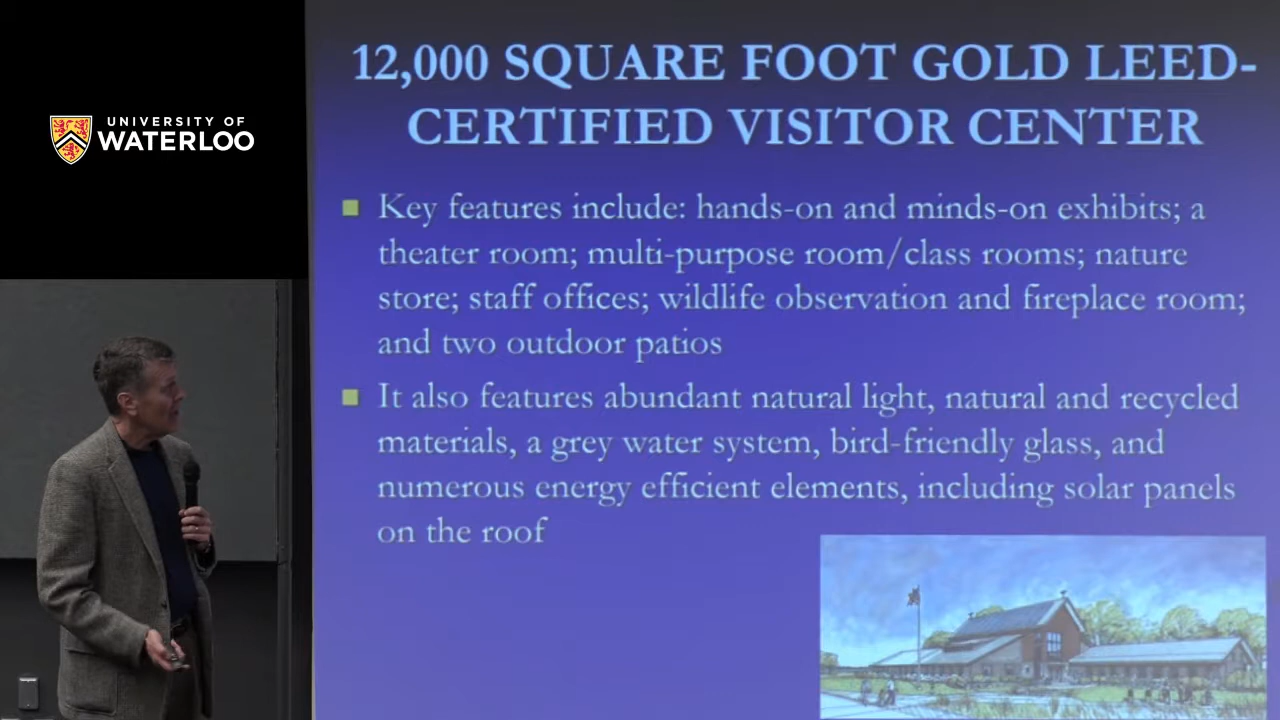 UNIVERSITY OF
WATERLOO
12,000 SQUARE FOOT GOLD LEED-
CERTIFIED VISITOR CENTER
Key features include: hands-on and minds-on exhibits; a
theater room; multi-purpose room/class rooms; nature
store; staff offices; wildlife observation and fireplace room;
and two outdoor patios
It also features abundant natural light, natural and recycled
materials, a grey water system, bird-friendly glass, and
numerous energy efficient elements, including solar panels
on the roof